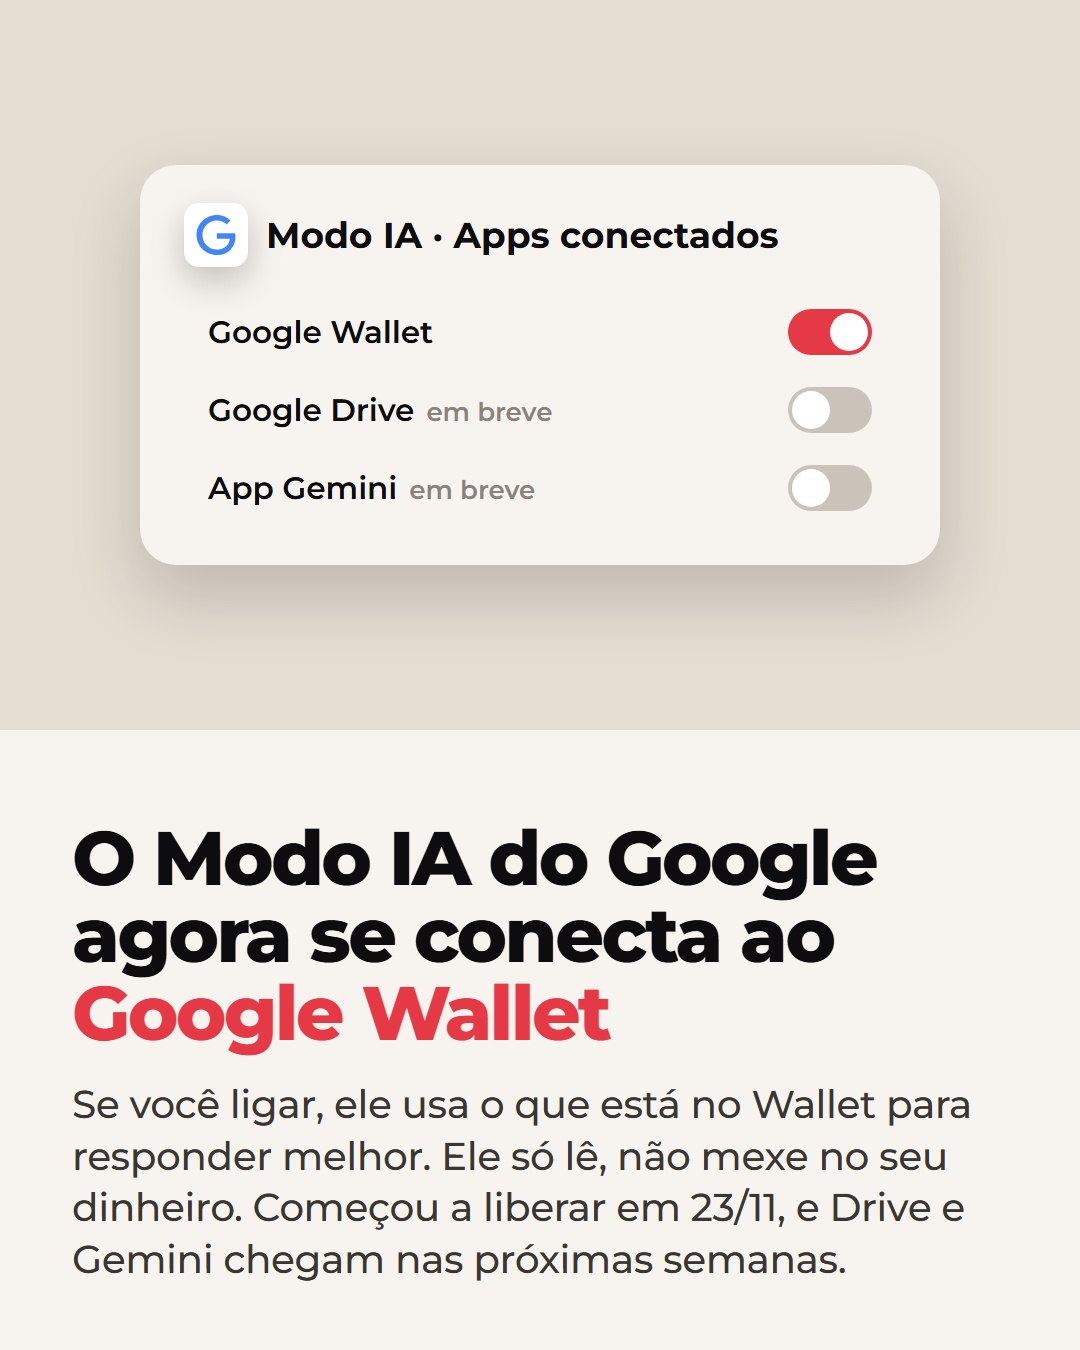 G
Modo IA · Apps conectados
Google Wallet
Google Drive em breve
App Gemini em breve
O Modo IA do Google
agora se conecta ao
Google Wallet
Se você ligar, ele usa o que está no Wallet para
responder melhor. Ele só lê, não mexe no seu
dinheiro. Começou a liberar em 23/11, e Drive e
Gemini chegam nas próximas semanas.